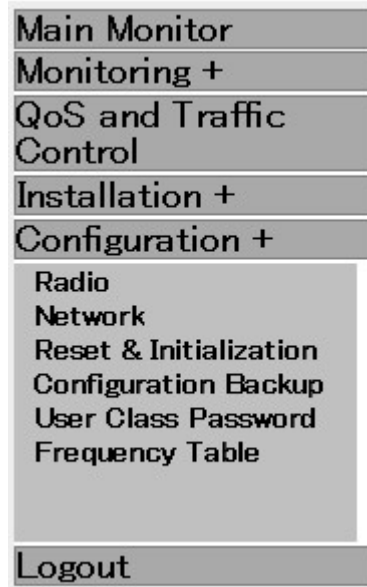 Main Monitor
Monitoring +
QoS and Traffic
Control
Installation +
Configuration +
Radio
Network
Reset & Initialization
Configuration Backup
User Class Password
Frequency Table
Logout